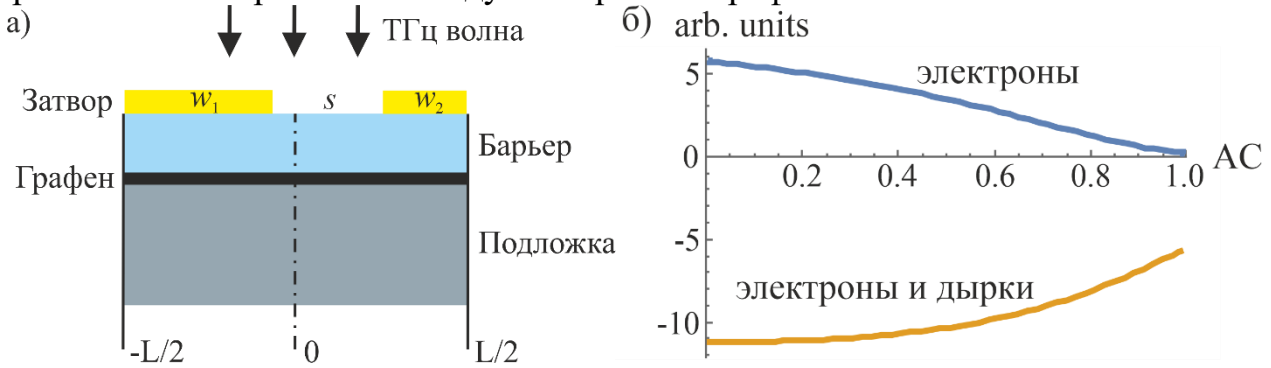 а)
ТГц волна
Затвор
w₁
s
w₂
Барьер
Графен
Подложка
-L/2
0
L/2
б)
arb. units
5
электроны
0
0.2
0.4
0.6
0.8
1.0
AC
-5
электроны и дырки
-10